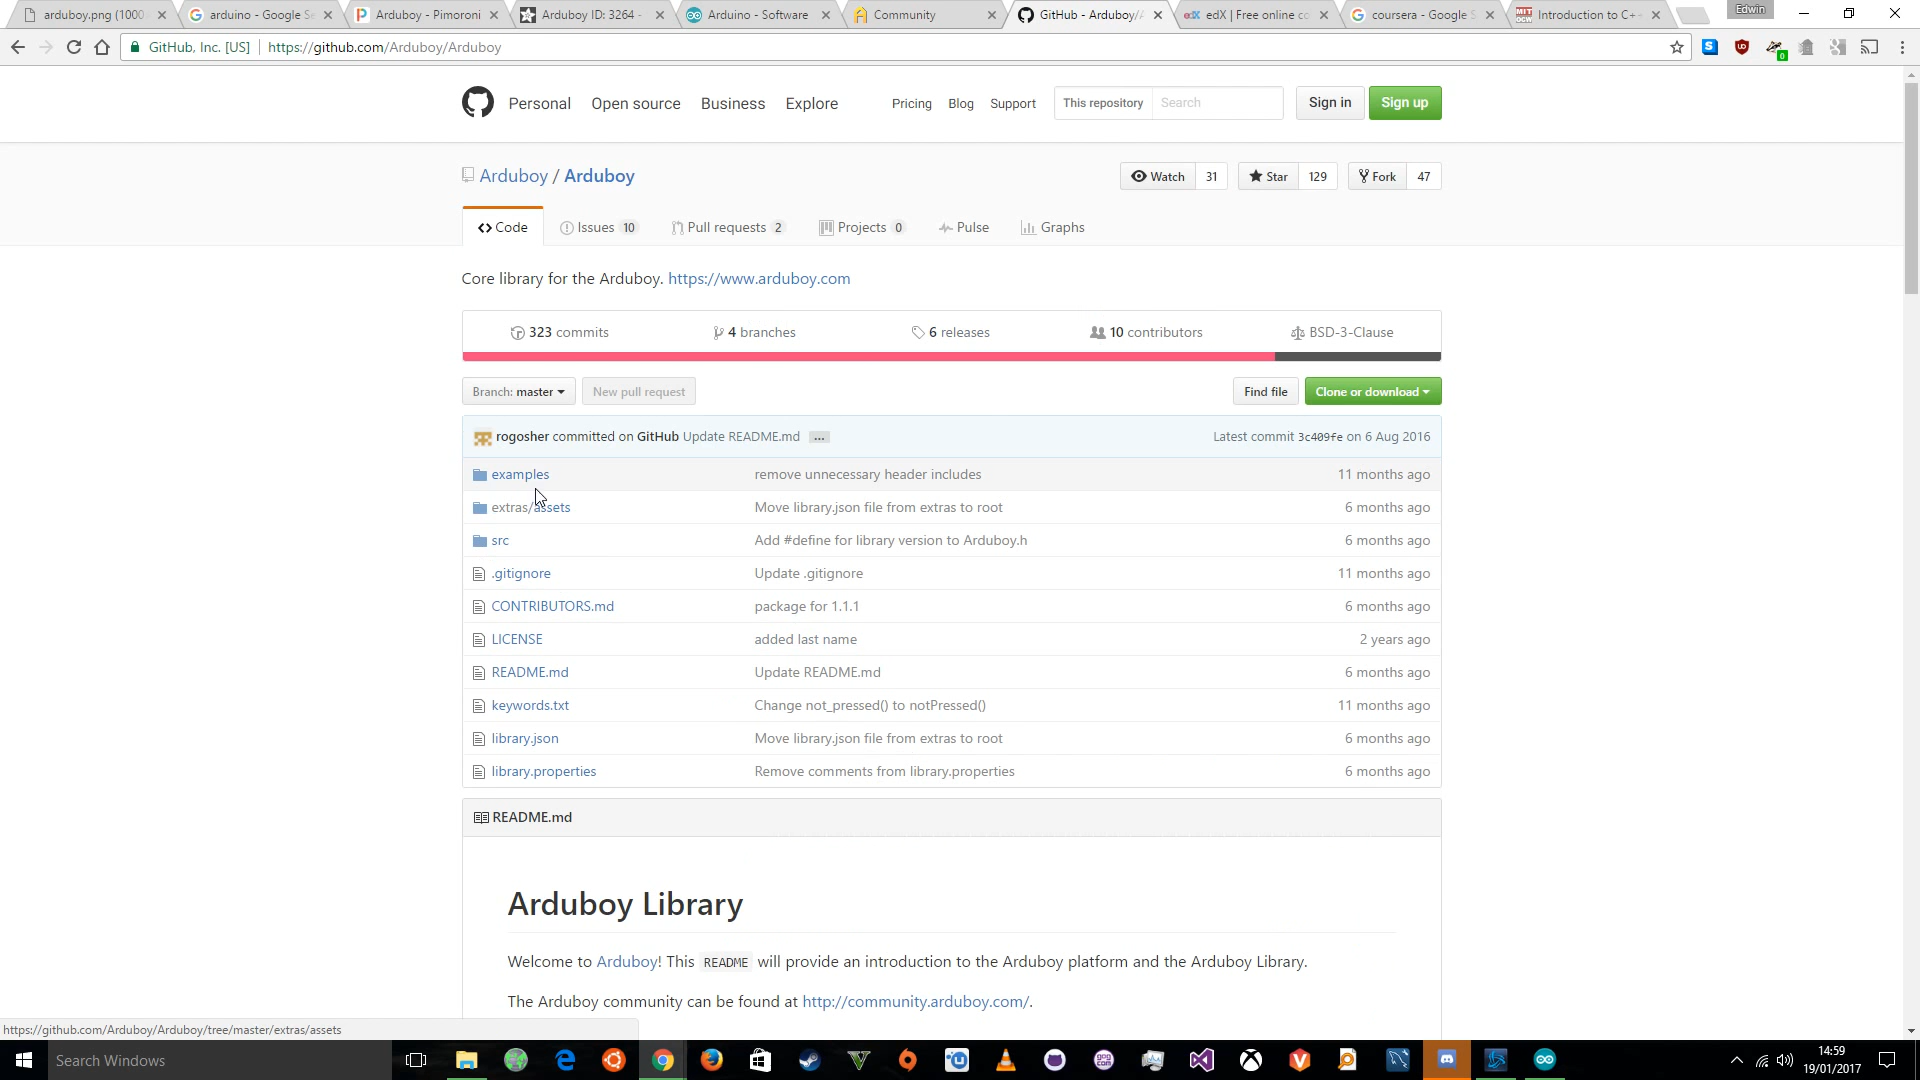 arduboy.png (1000
arduino - Google Se
Arduboy - Pimoroni
Arduboy ID: 3264 -
Arduino - Software
Community
GitHub - Arduboy/A
edX | Free online co
coursera - Google S
Introduction to C++
Edwin
GitHub, Inc. [US]
https://github.com/Arduboy/Arduboy
Personal Open source Business Explore Pricing Blog Support This repository Search Sign in Sign up
Arduboy / Arduboy
Watch 31 Star 129 Fork 47
Code Issues 10 Pull requests 2 Projects 0 Pulse Graphs
Core library for the Arduboy. https://www.arduboy.com
323 commits 4 branches 6 releases 10 contributors BSD-3-Clause
Branch: master New pull request Find file Clone or download
rogosher committed on GitHub Update README.md ... Latest commit 3c409fe on 6 Aug 2016
examples remove unnecessary header includes 11 months ago
extras/assets Move library.json file from extras to root 6 months ago
src Add #define for library version to Arduboy.h 6 months ago
.gitignore Update .gitignore 11 months ago
CONTRIBUTORS.md package for 1.1.1 6 months ago
LICENSE added last name 2 years ago
README.md Update README.md 6 months ago
keywords.txt Change not_pressed() to notPressed() 11 months ago
library.json Move library.json file from extras to root 6 months ago
library.properties Remove comments from library.properties 6 months ago
README.md
Arduboy Library
Welcome to Arduboy! This README will provide an introduction to the Arduboy platform and the Arduboy Library.
The Arduboy community can be found at http://community.arduboy.com/.
https://github.com/Arduboy/Arduboy/tree/master/extras/assets
Search Windows
14:59
19/01/2017